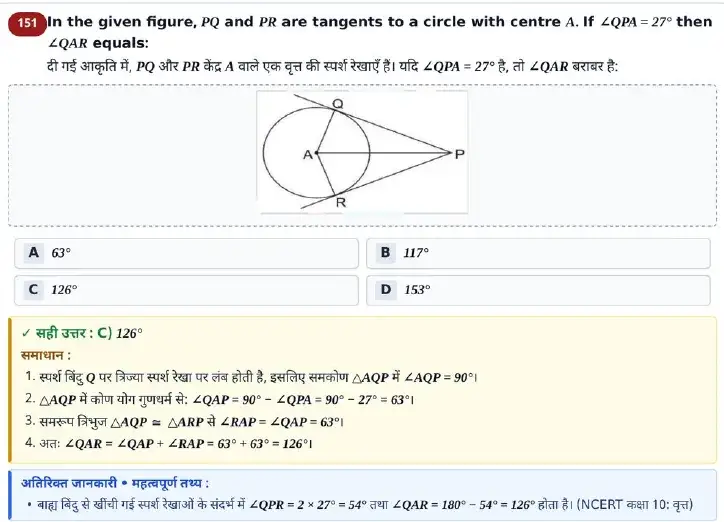 151 In the given figure, PQ and PR are tangents to a circle with centre A. If ∠QPA = 27° then
∠QAR equals:
दी गई आकृति में, PQ और PR केंद्र A वाले एक वृत्त की स्पर्श रेखाएँ हैं। यदि ∠QPA = 27° है, तो ∠QAR बराबर है:
Q
A
P
R
A 63°
B 117°
C 126°
D 153°
✓ सही उत्तर : C) 126°
समाधान :
1. स्पर्श बिंदु Q पर त्रिज्या स्पर्श रेखा पर लंब होती है, इसलिए समकोण △AQP में ∠AQP = 90°।
2. △AQP में कोण योग गुणधर्म से: ∠QAP = 90° − ∠QPA = 90° − 27° = 63°।
3. समरूप त्रिभुज △AQP ≅ △ARP से ∠RAP = ∠QAP = 63°।
4. अतः ∠QAR = ∠QAP + ∠RAP = 63° + 63° = 126°।
अतिरिक्त जानकारी • महत्वपूर्ण तथ्य :
• बाह्य बिंदु से खींची गई स्पर्श रेखाओं के संदर्भ में ∠QPR = 2 × 27° = 54° तथा ∠QAR = 180° − 54° = 126° होता है। (NCERT कक्षा 10: वृत्त)